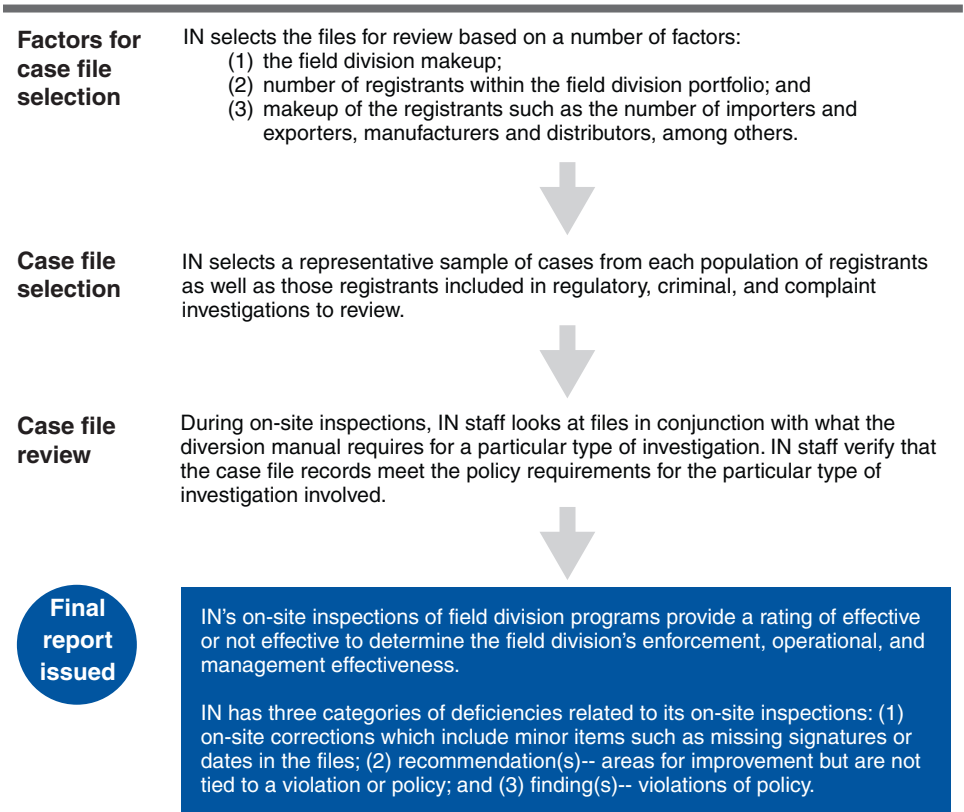 Factors for
case file
selection
IN selects the files for review based on a number of factors:
(1) the field division makeup;
(2) number of registrants within the field division portfolio; and
(3) makeup of the registrants such as the number of importers and
exporters, manufacturers and distributors, among others.
Case file
selection
IN selects a representative sample of cases from each population of registrants
as well as those registrants included in regulatory, criminal, and complaint
investigations to review.
Case file
review
During on-site inspections, IN staff looks at files in conjunction with what the
diversion manual requires for a particular type of investigation. IN staff verify that
the case file records meet the policy requirements for the particular type of
investigation involved.
Final
report
issued
IN’s on-site inspections of field division programs provide a rating of effective
or not effective to determine the field division’s enforcement, operational, and
management effectiveness.
IN has three categories of deficiencies related to its on-site inspections: (1)
on-site corrections which include minor items such as missing signatures or
dates in the files; (2) recommendation(s)-- areas for improvement but are not
tied to a violation or policy; and (3) finding(s)-- violations of policy.